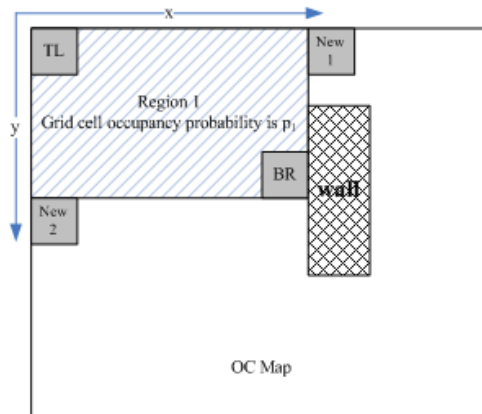 x
TL
New
1
Region 1
Grid cell occupancy probability is p₁
y
BR
wall
New
2
OC Map